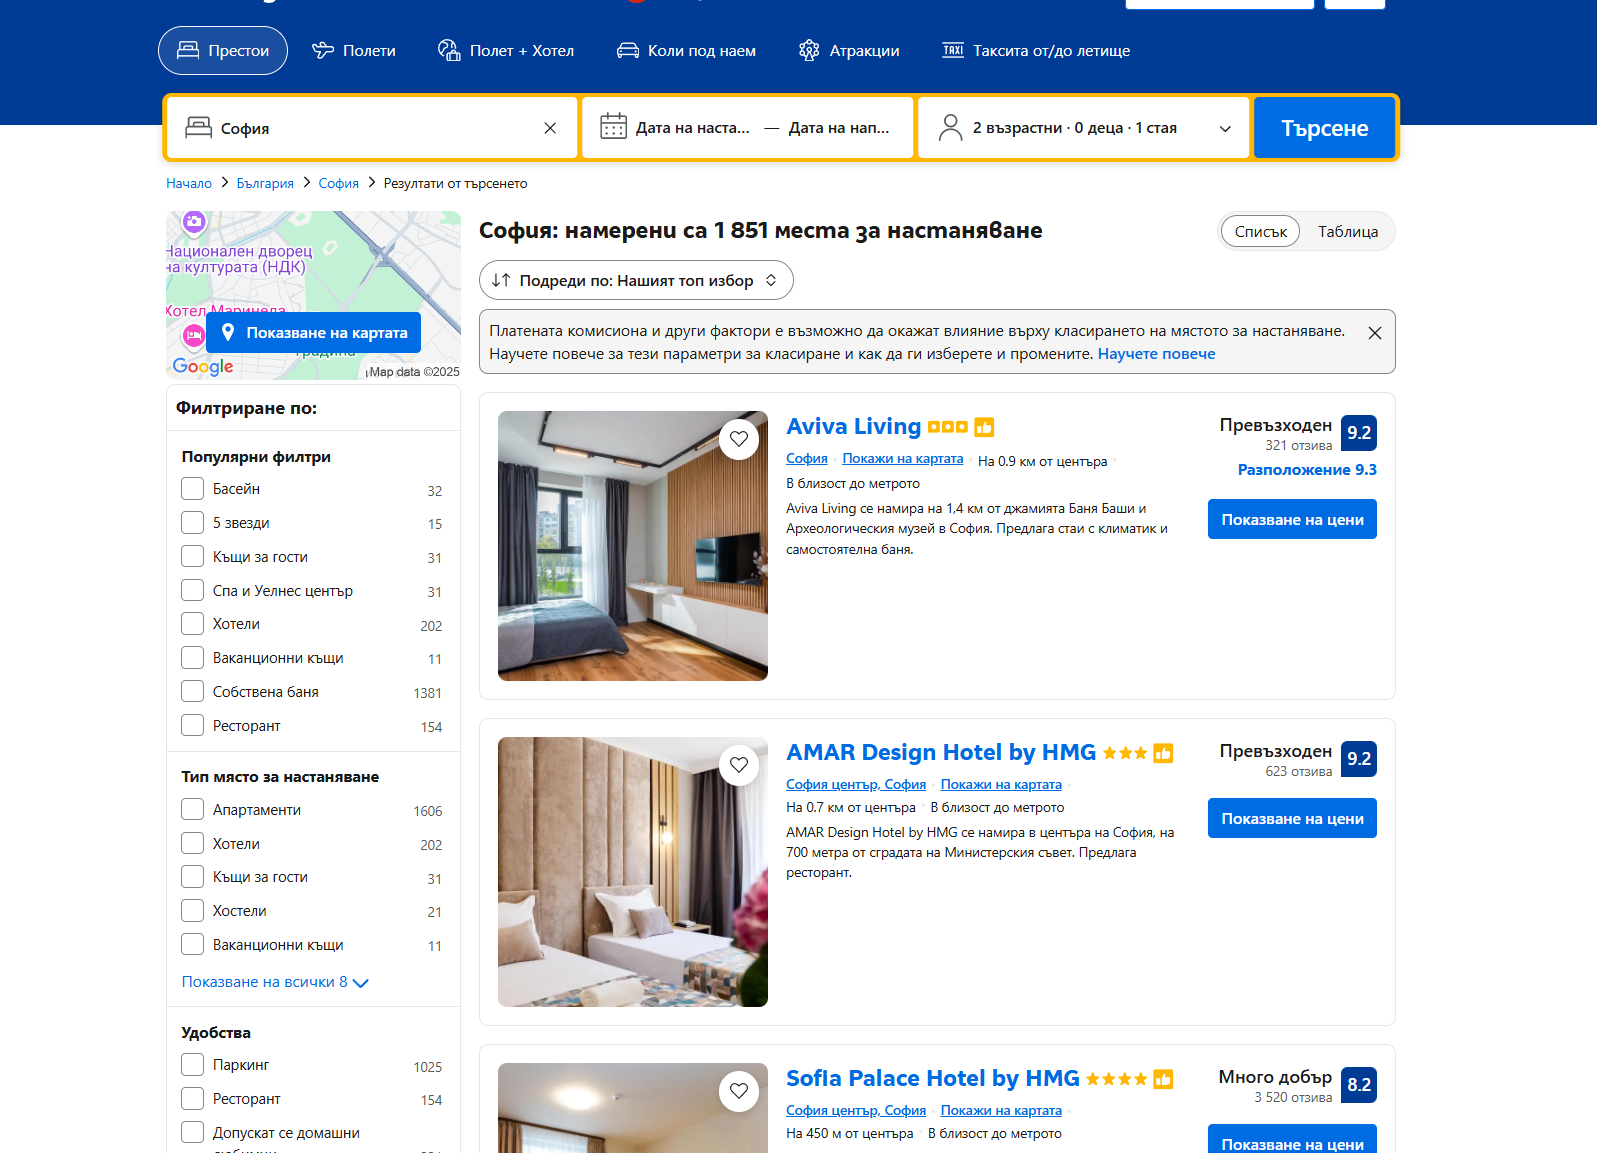 Престои
Полети
Полет + Хотел
Коли под наем
Атракции
TAXI
Таксита от/до летище
София
Дата на наста... — Дата на нап...
2 възрастни · 0 деца · 1 стая
Търсене
Начало
България
София
Резултати от търсенето
Национален дворец
на културата (НДК)
Хотел Маринела
Показване на картата
градина
Google
Map data ©2025
Филтриране по:
Популярни филтри
Басейн 32
5 звезди 15
Къщи за гости 31
Спа и Уелнес център 31
Хотели 202
Ваканционни къщи 11
Собствена баня 1381
Ресторант 154
Тип място за настаняване
Апартаменти 1606
Хотели 202
Къщи за гости 31
Хостели 21
Ваканционни къщи 11
Показване на всички 8
Удобства
Паркинг 1025
Ресторант 154
Допускат се домашни
София: намерени са 1 851 места за настаняване
Списък
Таблица
Подреди по: Нашият топ избор
Платената комисиона и други фактори е възможно да окажат влияние върху класирането на мястото за настаняване.
Научете повече за тези параметри за класиране и как да ги изберете и промените. Научете повече
Aviva Living
София · Покажи на картата · На 0.9 км от центъра ·
В близост до метрото
Aviva Living се намира на 1,4 км от джамията Баня Баши и
Археологическия музей в София. Предлага стаи с климатик и
самостоятелна баня.
Превъзходен
321 отзива
9.2
Разположение 9.3
Показване на цени
AMAR Design Hotel by HMG
София център, София · Покажи на картата ·
На 0.7 км от центъра · В близост до метрото
AMAR Design Hotel by HMG се намира в центъра на София, на
700 метра от сградата на Министерския съвет. Предлага
ресторант.
Превъзходен
623 отзива
9.2
Показване на цени
Sofia Palace Hotel by HMG
София център, София · Покажи на картата ·
На 450 м от центъра · В близост до метрото
Много добър
3 520 отзива
8.2
Показване на цени